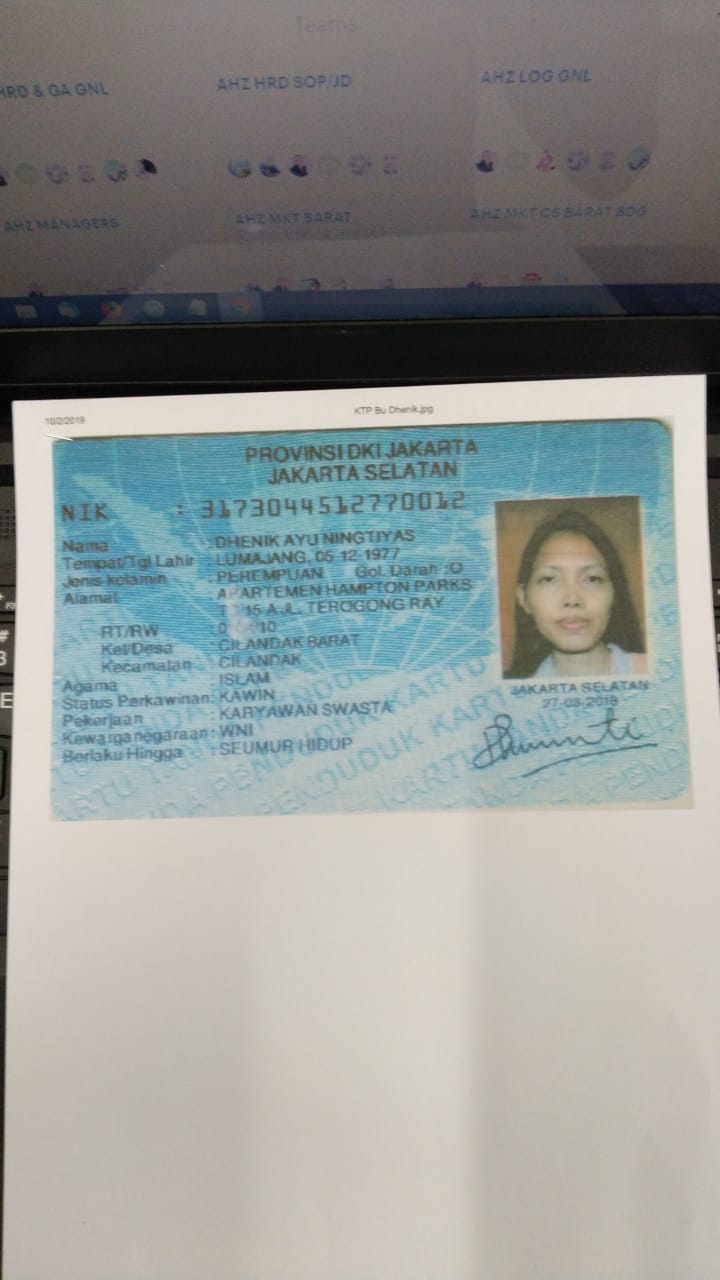 Teams
HRD & GA GNL
AHZ HRD SOP/JD
AHZ LOG GNL
AHZ MANAGERS
AHZ MKT BARAT
AHZ MKT CS BARAT BDG
10/2/2019
KTP Bu Dhenik.jpg
PROVINSI DKI JAKARTA
JAKARTA SELATAN
NIK : 3173044512770012
Nama : DHENIK AYU NINGTIYAS
Tempat/Tgl Lahir : LUMAJANG, 05-12-1977
Jenis kelamin : PEREMPUAN Gol. Darah :O
Alamat : APARTEMEN HAMPTON PARKS
15 A JL. TEROGONG RAY
RT/RW :
Kel/Desa : CILANDAK BARAT
Kecamatan : CILANDAK
Agama : ISLAM
Status Perkawinan: KAWIN
Pekerjaan : KARYAWAN SWASTA
Kewarganegaraan: WNI
Berlaku Hingga : SEUMUR HIDUP
JAKARTA SELATAN
27-03-2018